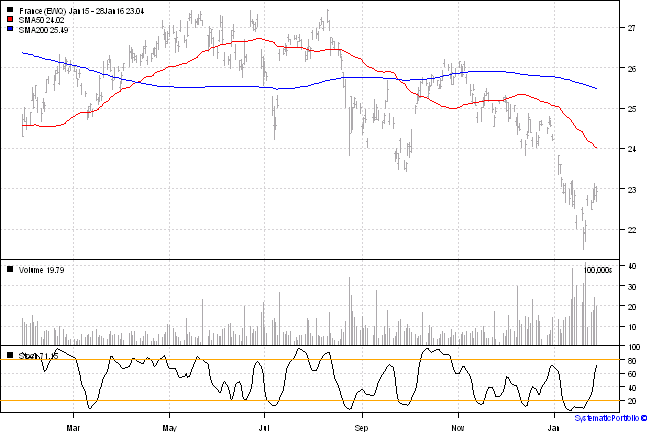 France (EWQ) Jan15 - 28Jan16 23.04
SMA50 24.02
SMA200 25.49
27
26
25
24
23
22
Volume 19.79
100,000s
40
30
20
10
Stoch 71.15
100
80
60
40
20
Mar May Jul Sep Nov Jan
SystematicPortfolio ©